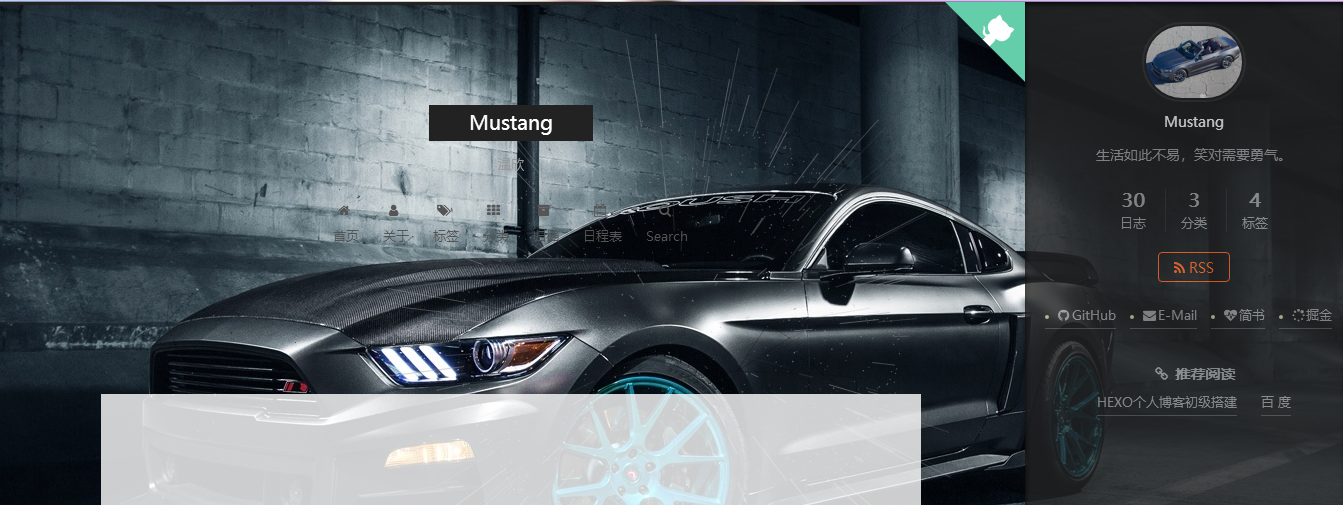 Mustang
温欣
首页 关于 标签 日程表 Search
ROUSH
Mustang
生活如此不易，笑对需要勇气。
30 3 4
日志 分类 标签
RSS
GitHub E-Mail 简书 掘金
推荐阅读
HEXO个人博客初级搭建 百度